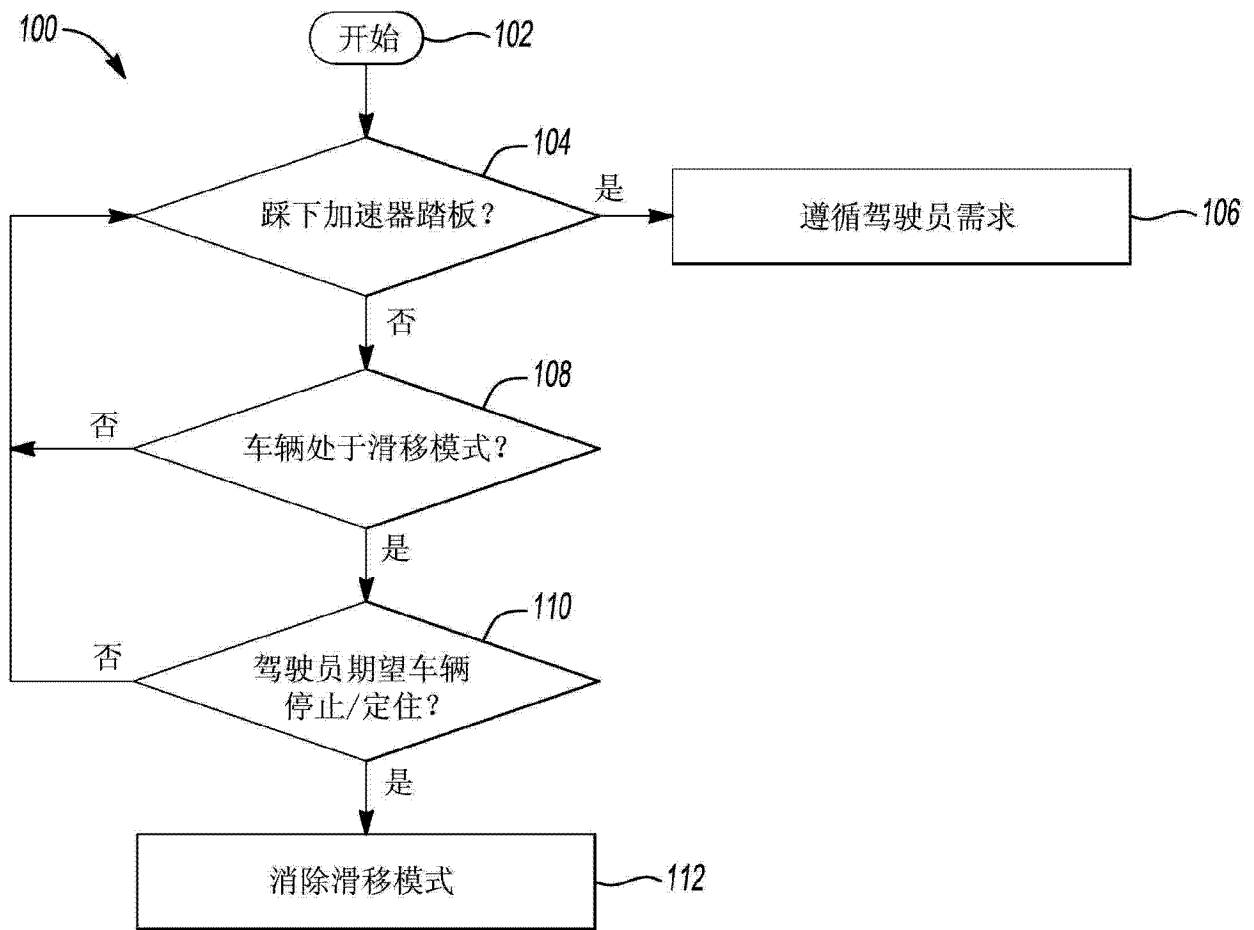 100
开始
102
104
踩下加速器踏板?
是
遵循驾驶员需求
106
否
108
否
车辆处于滑移模式?
是
110
否
驾驶员期望车辆
停止/定住?
是
消除滑移模式
112